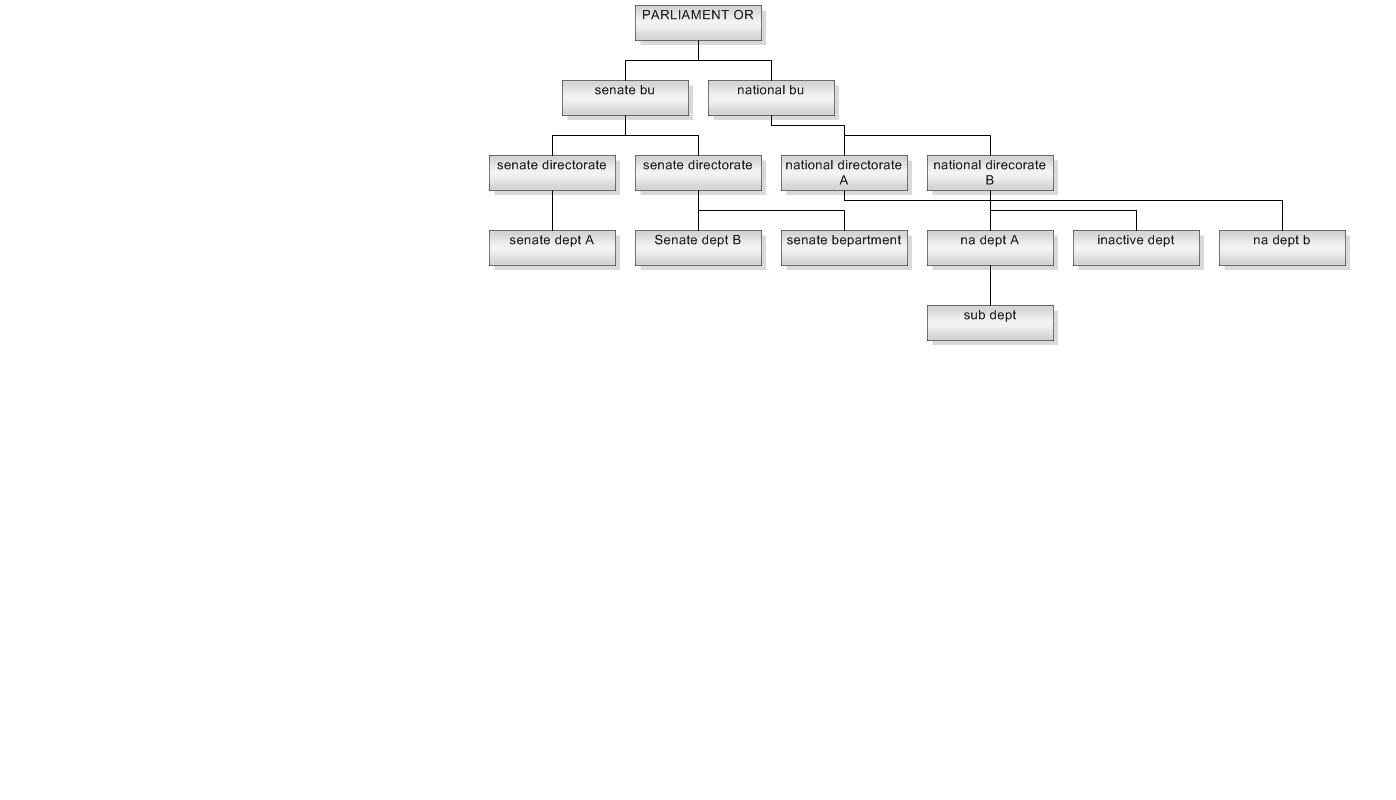 PARLIAMENT OR
senate bu
national bu
senate directorate
senate directorate
national directorate
A
national direcorate
B
senate dept A
Senate dept B
senate bepartment
na dept A
inactive dept
na dept b
sub dept